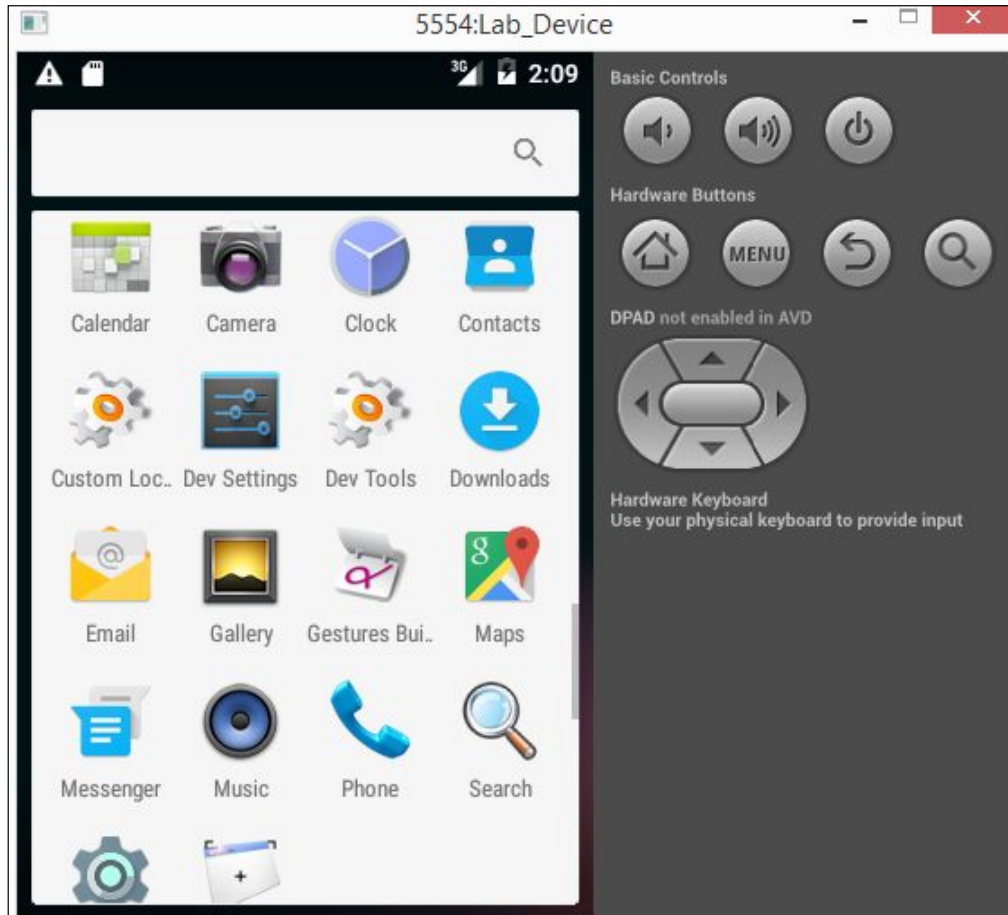 5554:Lab_Device
3G 2:09
Calendar Camera Clock Contacts
Custom Loc.. Dev Settings Dev Tools Downloads
@
Email Gallery Gestures Bui.. Maps
g
Messenger Music Phone Search
Basic Controls
Hardware Buttons
MENU
DPAD not enabled in AVD
Hardware Keyboard
Use your physical keyboard to provide input